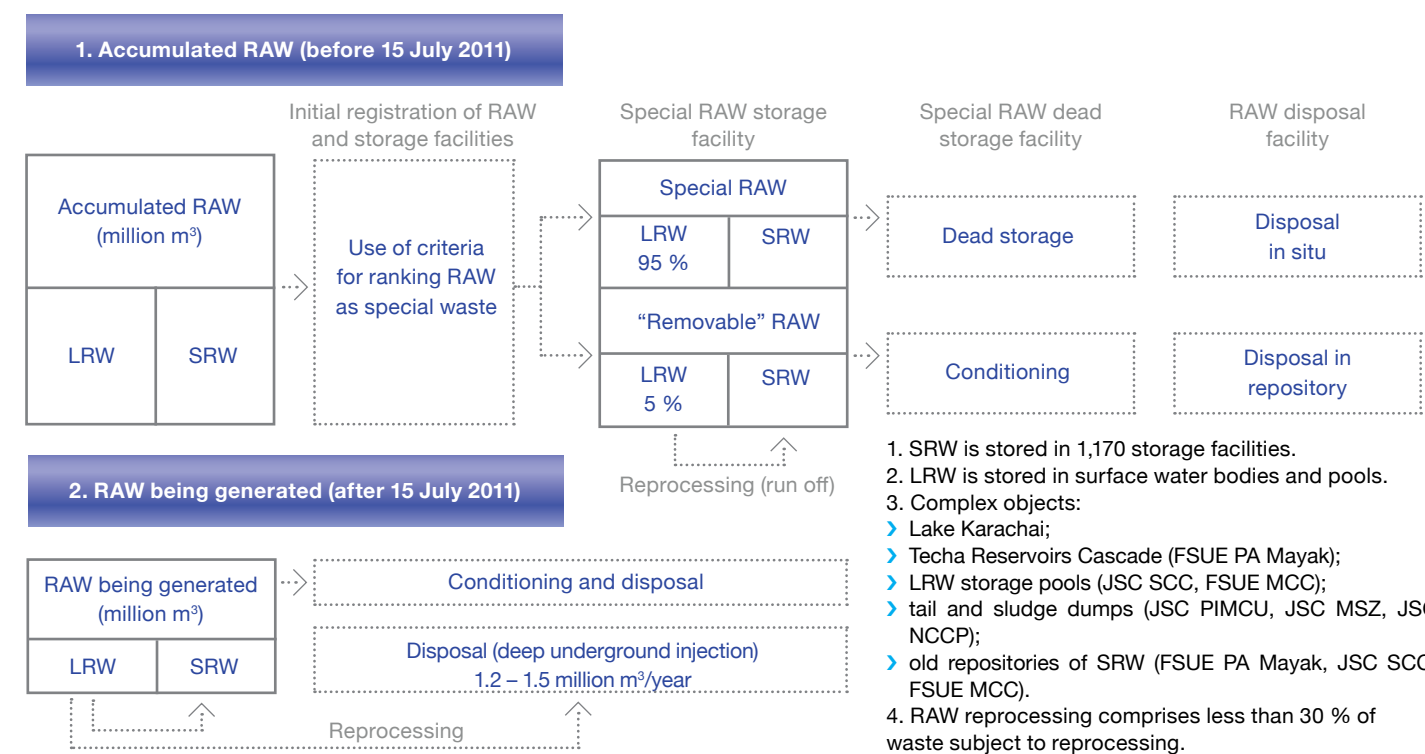 1. Accumulated RAW (before 15 July 2011)
Initial registration of RAW
and storage facilities
Special RAW storage
facility
Special RAW dead
storage facility
RAW disposal
facility
Accumulated RAW
(million m³)
LRW
SRW
Use of criteria
for ranking RAW
as special waste
Special RAW
LRW
95 %
SRW
"Removable" RAW
LRW
5 %
SRW
Dead storage
Disposal
in situ
Conditioning
Disposal in
repository
Reprocessing (run off)
2. RAW being generated (after 15 July 2011)
RAW being generated
(million m³)
LRW
SRW
Conditioning and disposal
Disposal (deep underground injection)
1.2 – 1.5 million m³/year
Reprocessing
1. SRW is stored in 1,170 storage facilities.
2. LRW is stored in surface water bodies and pools.
3. Complex objects:
› Lake Karachai;
› Techa Reservoirs Cascade (FSUE PA Mayak);
› LRW storage pools (JSC SCC, FSUE MCC);
› tail and sludge dumps (JSC PIMCU, JSC MSZ, JSC
NCCP);
› old repositories of SRW (FSUE PA Mayak, JSC SCC,
FSUE MCC).
4. RAW reprocessing comprises less than 30 % of
waste subject to reprocessing.